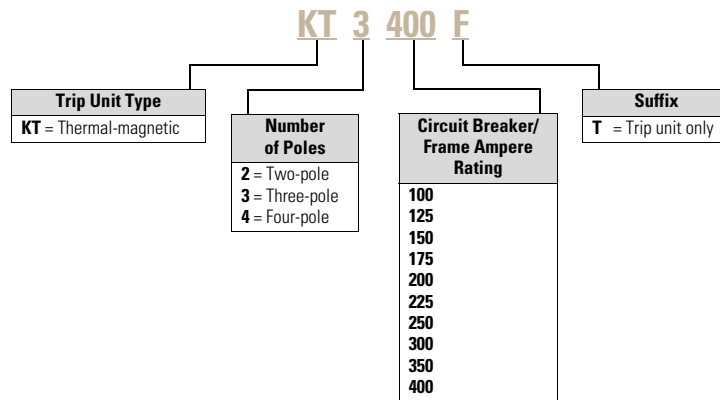 KT 3 400 F
Trip Unit Type
KT = Thermal-magnetic
Number
of Poles
2 = Two-pole
3 = Three-pole
4 = Four-pole
Circuit Breaker/
Frame Ampere
Rating
100
125
150
175
200
225
250
300
350
400
Suffix
T = Trip unit only